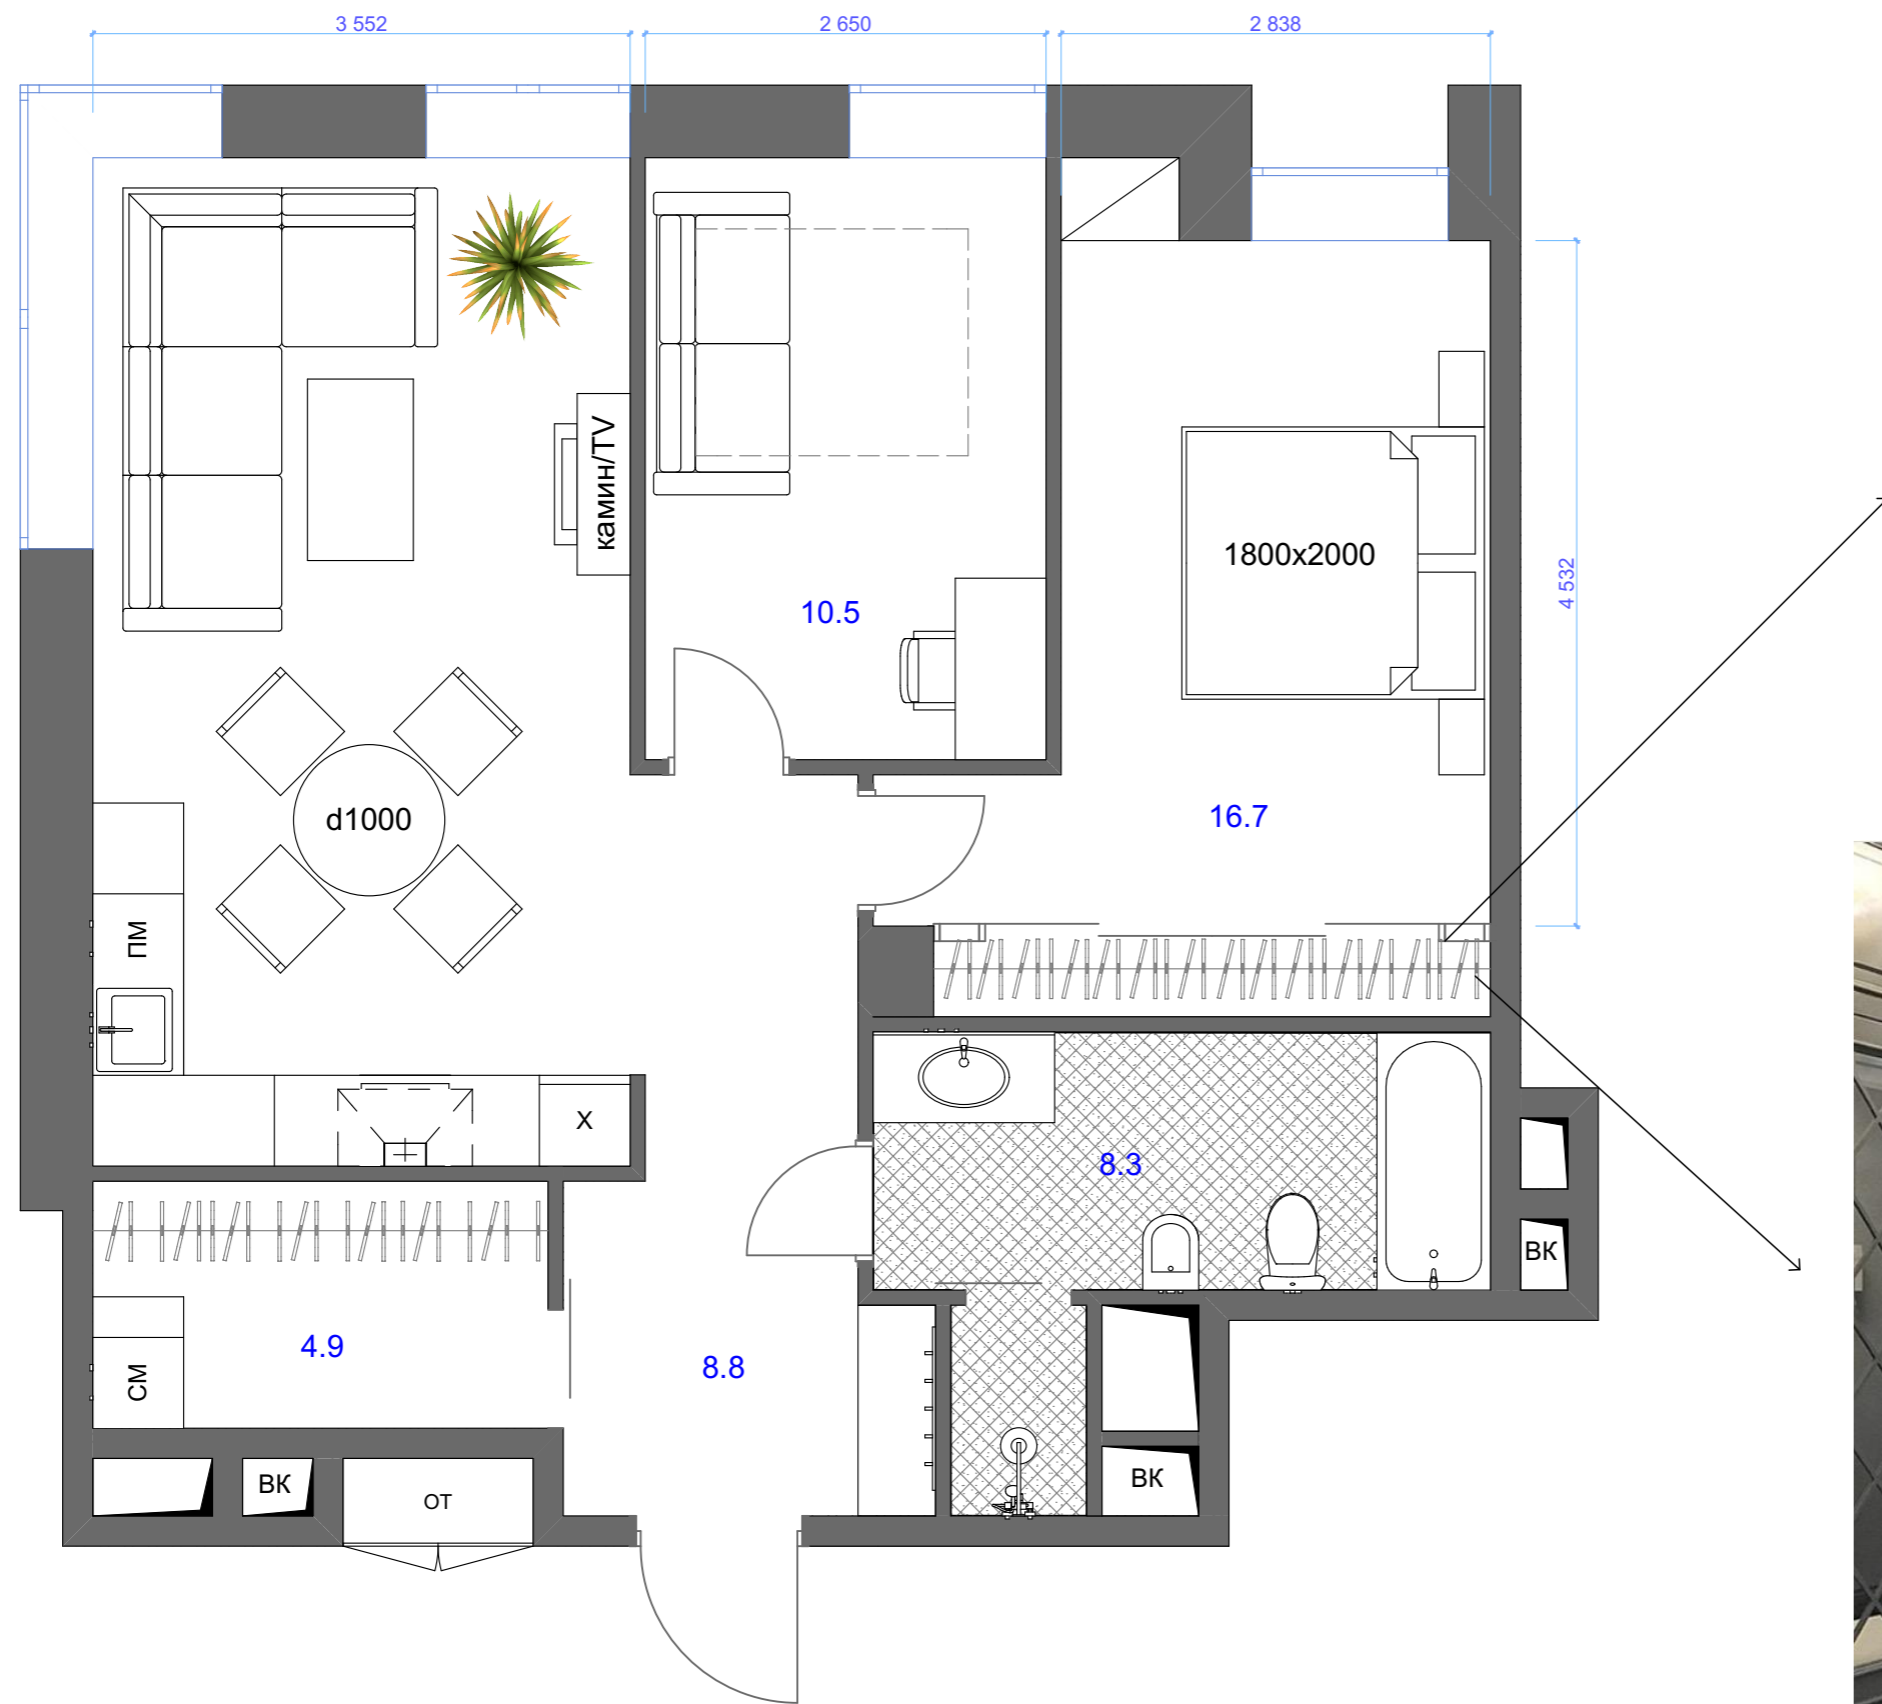 3 552
2 650
2 838
камин/TV
1800x2000
4 532
10.5
d1000
16.7
ПМ
X
8.3
ВК
4.9
8.8
СМ
ВК
ОТ
ВК